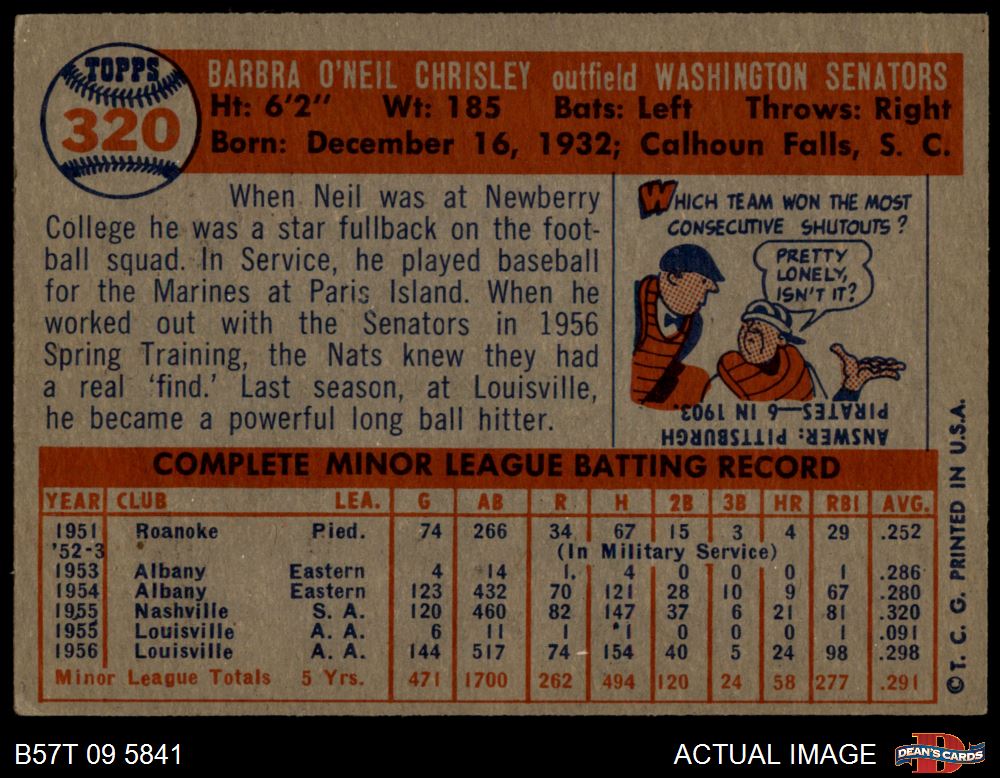 TOPPS
320
BARBRA O'NEIL CHRISLEY outfield WASHINGTON SENATORS
Ht: 6'2" Wt: 185 Bats: Left Throws: Right
Born: December 16, 1932; Calhoun Falls, S. C.
When Neil was at Newberry
College he was a star fullback on the foot-
ball squad. In Service, he played baseball
for the Marines at Paris Island. When he
worked out with the Senators in 1956
Spring Training, the Nats knew they had
a real 'find.' Last season, at Louisville,
he became a powerful long ball hitter.
WHICH TEAM WON THE MOST
CONSECUTIVE SHUTOUTS?
PRETTY
LONELY,
ISN'T IT?
ANSWER: PITTSBURGH
PIRATES—6 IN 1903.
COMPLETE MINOR LEAGUE BATTING RECORD
YEAR CLUB LEA. G AB R H 2B 3B HR RBI AVG.
1951 Roanoke Pied. 74 266 34 67 15 3 4 29 .252
'52-3 (In Military Service)
1953 Albany Eastern 4 14 1 4 0 0 0 1 .286
1954 Albany Eastern 123 432 70 121 28 10 9 67 .280
1955 Nashville S. A. 120 460 82 147 37 6 21 81 .320
1955 Louisville A. A. 6 11 1 1 0 0 0 1 .091
1956 Louisville A. A. 144 517 74 154 40 5 24 98 .298
Minor League Totals 5 Yrs. 471 1700 262 494 120 24 58 277 .291
© T. C. G. PRINTED IN U.S.A.
B57T 09 5841
ACTUAL IMAGE
DEAN'S CARDS